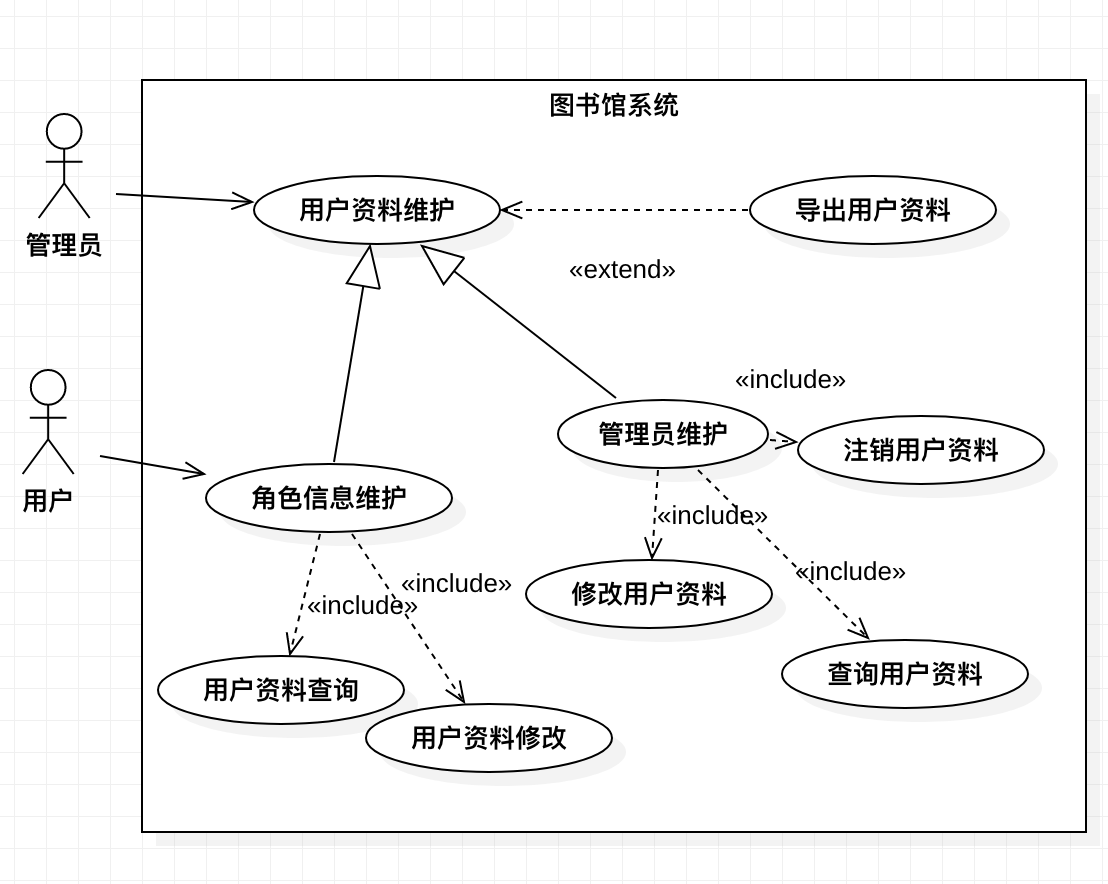 图书馆系统
管理员
用户资料维护
导出用户资料
«extend»
«include»
用户
管理员维护
注销用户资料
角色信息维护
«include»
«include»
«include»
«include»
修改用户资料
用户资料查询
查询用户资料
用户资料修改